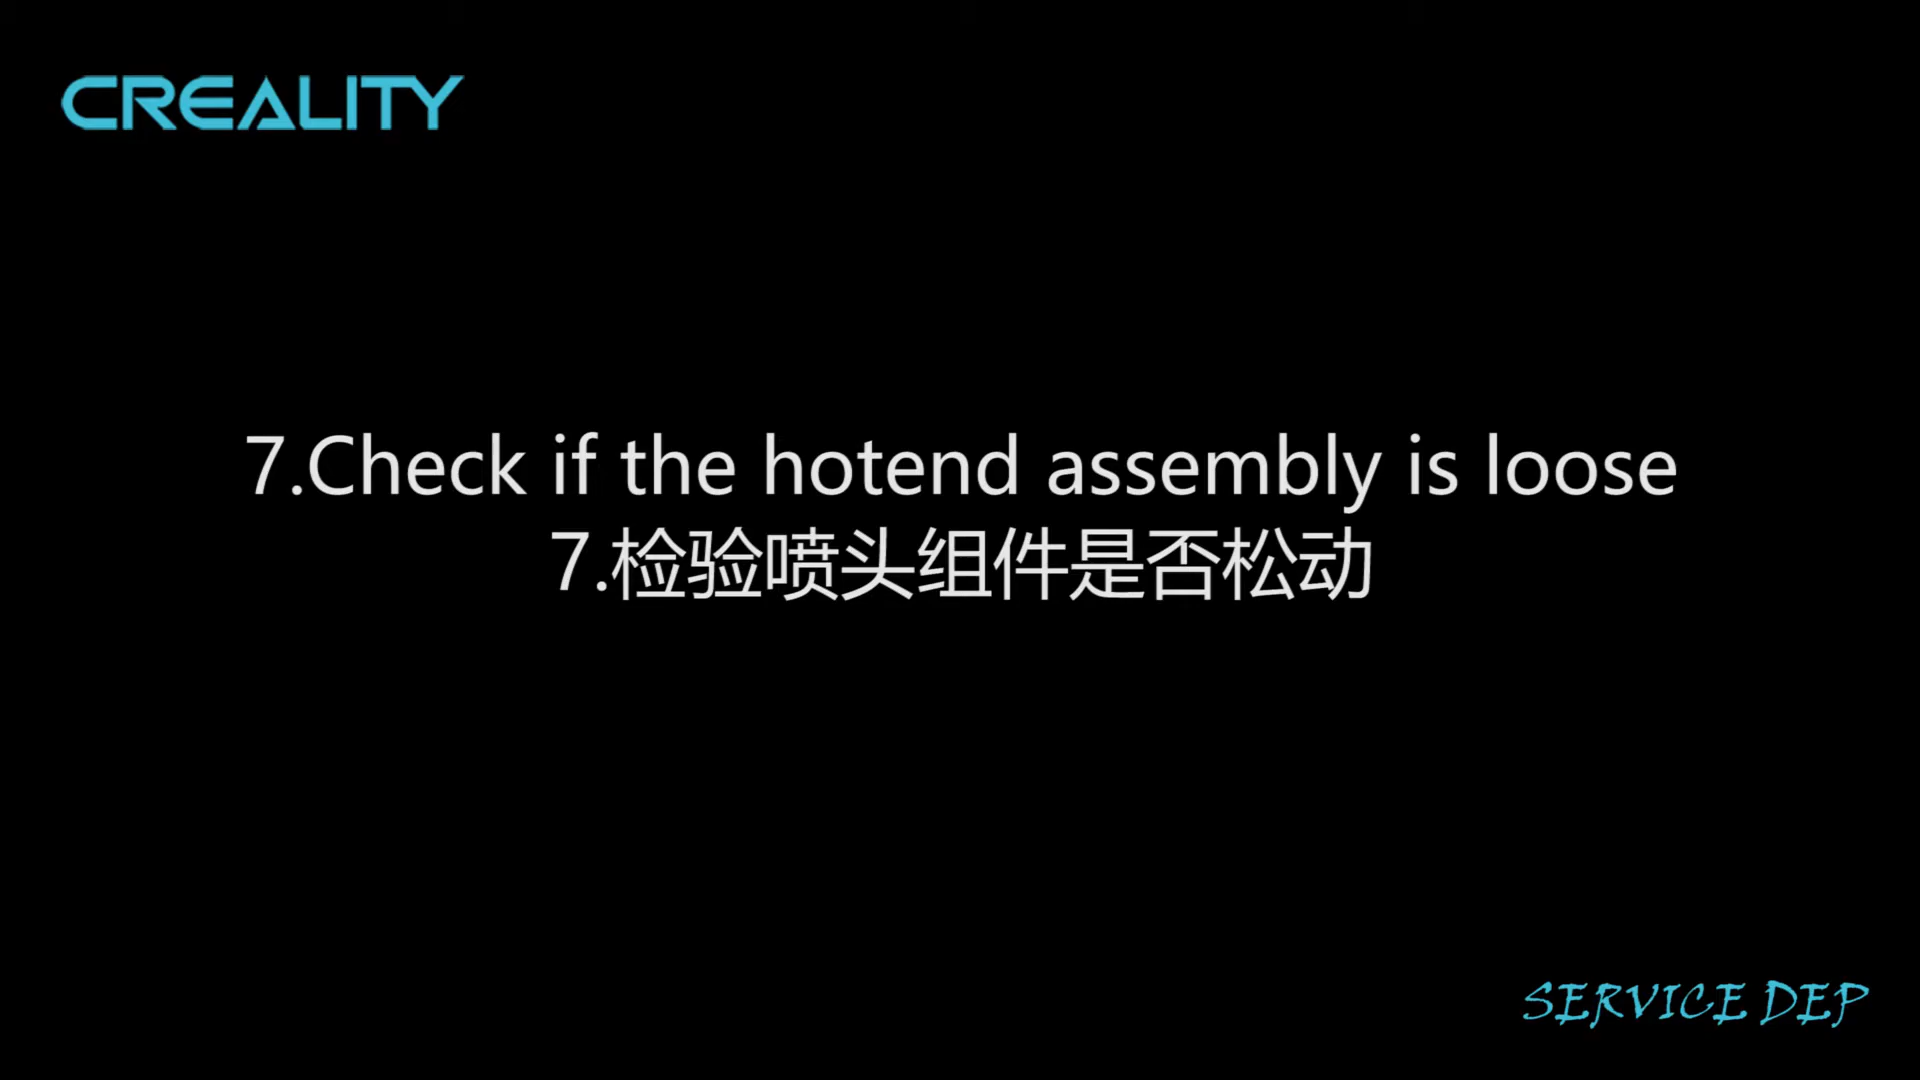 CREALITY
7.Check if the hotend assembly is loose
7.检验喷头组件是否松动
SERVICE DEP